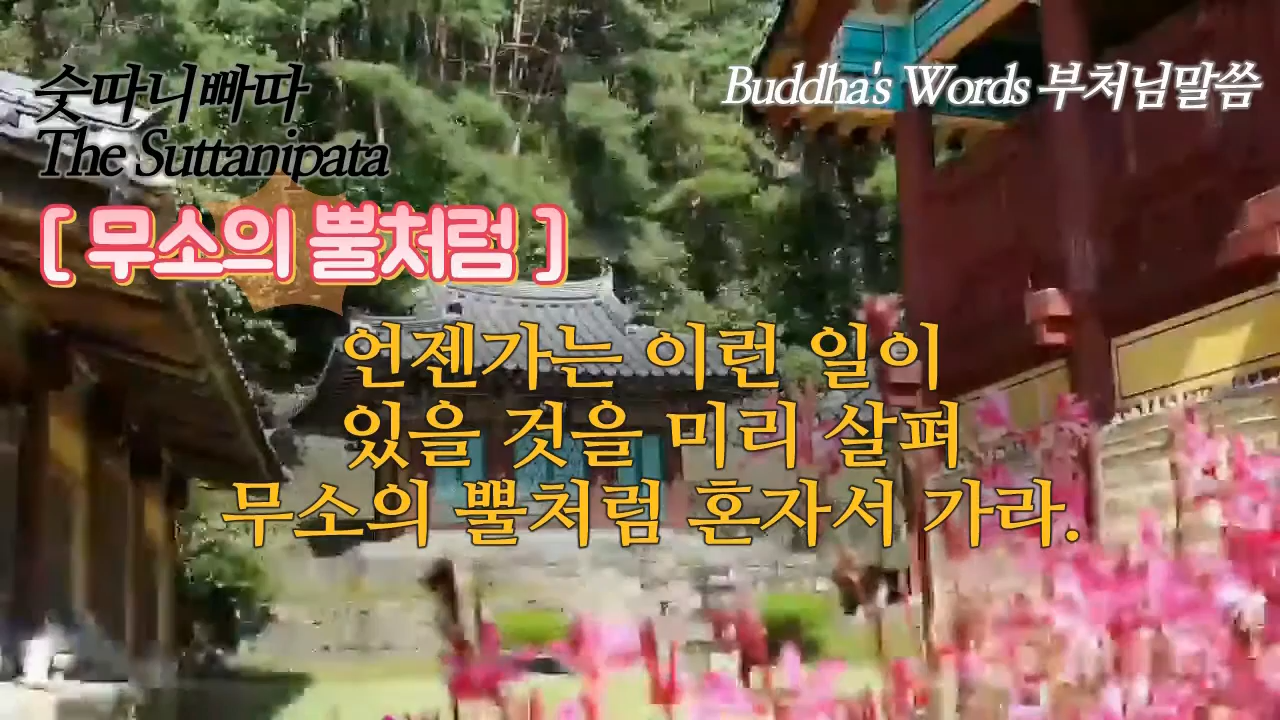 숫따니빠따
The Suttanipata
Buddha's Words 부처님말씀
[ 무소의 뿔처럼 ]
언젠가는 이런 일이
있을 것을 미리 살펴
무소의 뿔처럼 혼자서 가라.